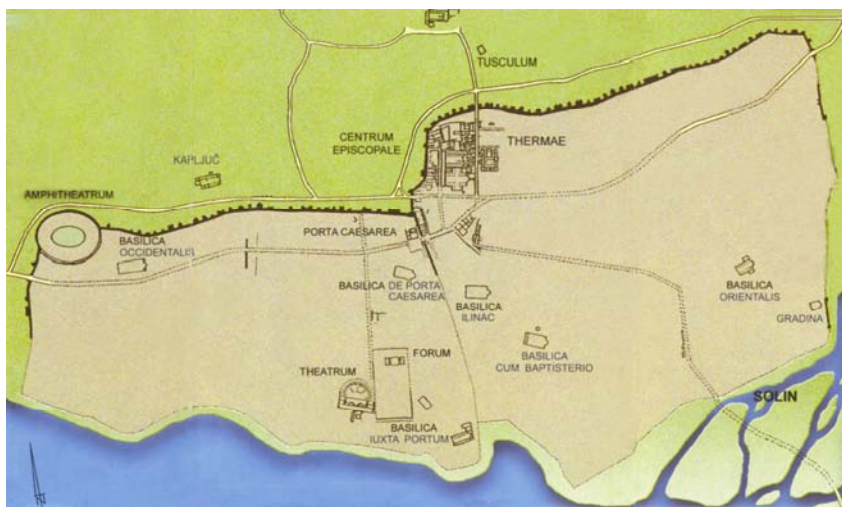 TUSCULUM
CENTRUM
EPISCOPALE
THERMAE
KAPLJUČ
AMPHITHEATRUM
BASILICA
OCCIDENTALIS
PORTA CAESAREA
BASILICA DE PORTA
CAESAREA
BASILICA
ILINAC
BASILICA
ORIENTALIS
GRADINA
BASILICA
CUM BAPTISTERIO
THEATRUM
FORUM
BASILICA
IUXTA PORTUM
SOLIN